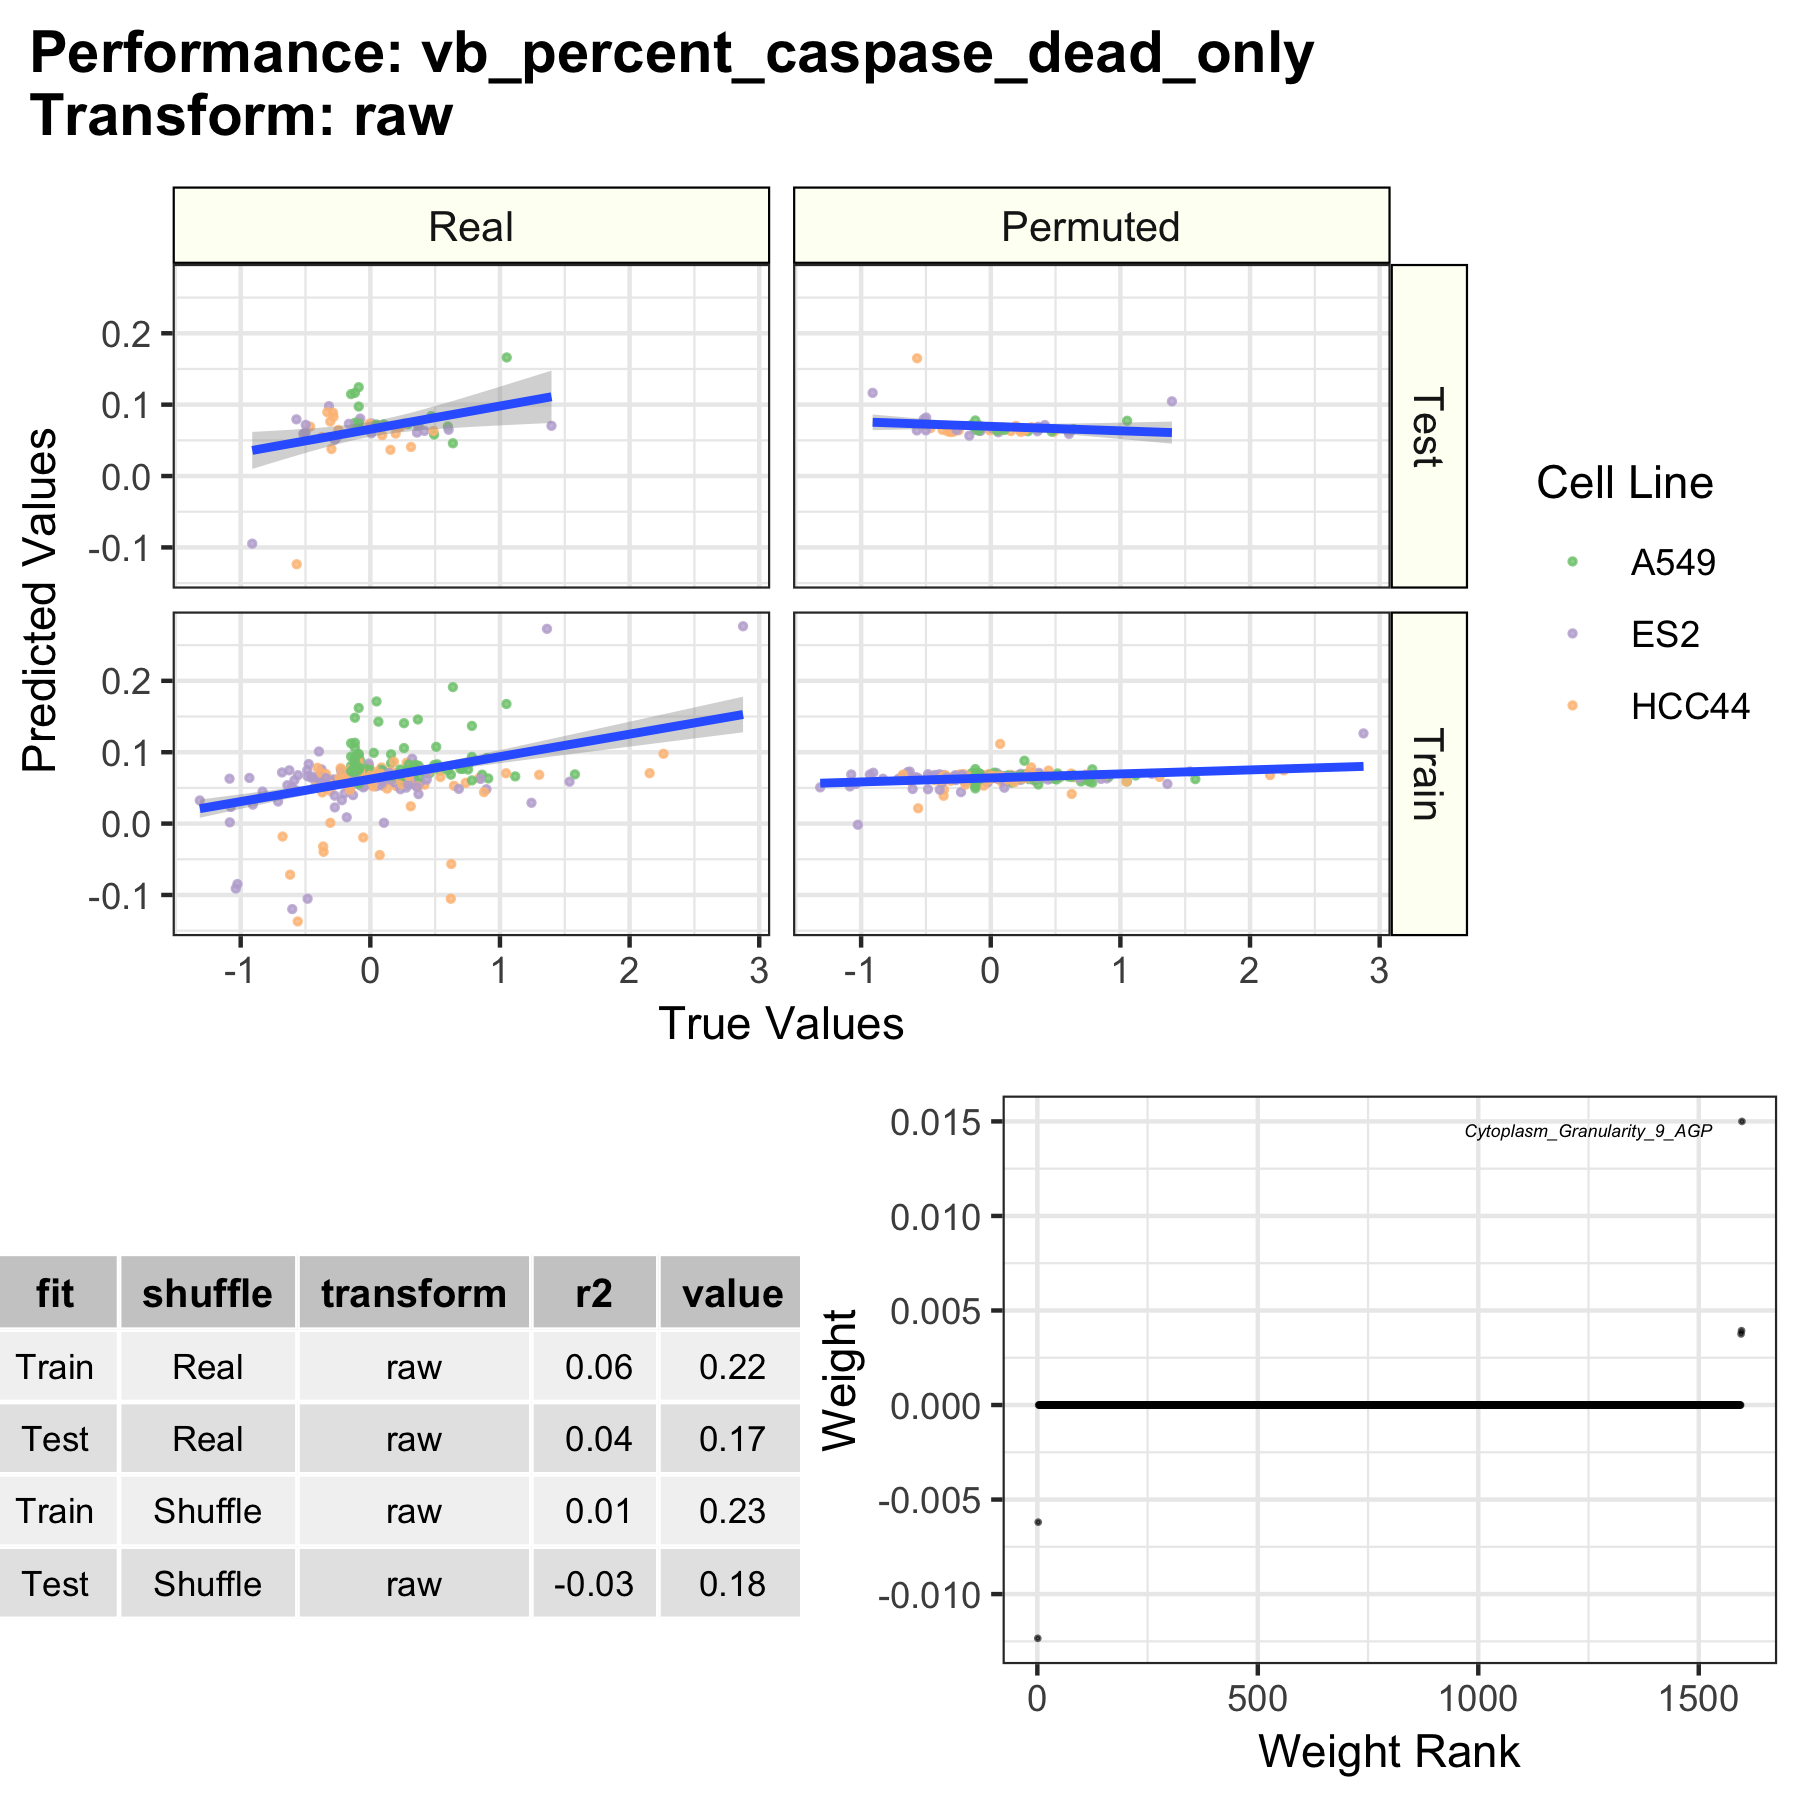 Performance: vb_percent_caspase_dead_only
Transform: raw
Real
Permuted
0.2
0.1
0.0
-0.1
Test
0.2
0.1
0.0
-0.1
Train
Predicted Values
-1 0 1 2 3
-1 0 1 2 3
True Values
Cell Line
A549
ES2
HCC44
fit shuffle transform r2 value
Train Real raw 0.06 0.22
Test Real raw 0.04 0.17
Train Shuffle raw 0.01 0.23
Test Shuffle raw -0.03 0.18
Weight
0.015
0.010
0.005
0.000
-0.005
-0.010
Cytoplasm_Granularity_9_AGP
0 500 1000 1500
Weight Rank